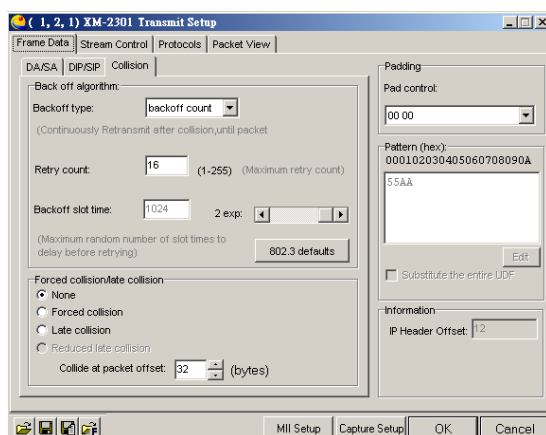 ( 1, 2, 1) XM-2301 Transmit Setup
Frame Data Stream Control Protocols Packet View
DA/SA DIP/SIP Collision
Back off algorithm:
Backoff type: backoff count
(Continuously Retransmit after collision,until packet
Retry count: 16 (1-255) (Maximum retry count)
Backoff slot time: 1024 2 exp:
(Maximum random number of slot times to
delay before retrying)
802.3 defaults
Forced collision/late collision
None
Forced collision
Late collision
Reduced late collision
Collide at packet offset: 32 (bytes)
Padding
Pad control:
00 00
Pattern (hex):
000102030405060708090A
55AA
Edit
Substitute the entire UDF
Information
IP Header Offset: 12
MII Setup Capture Setup OK Cancel